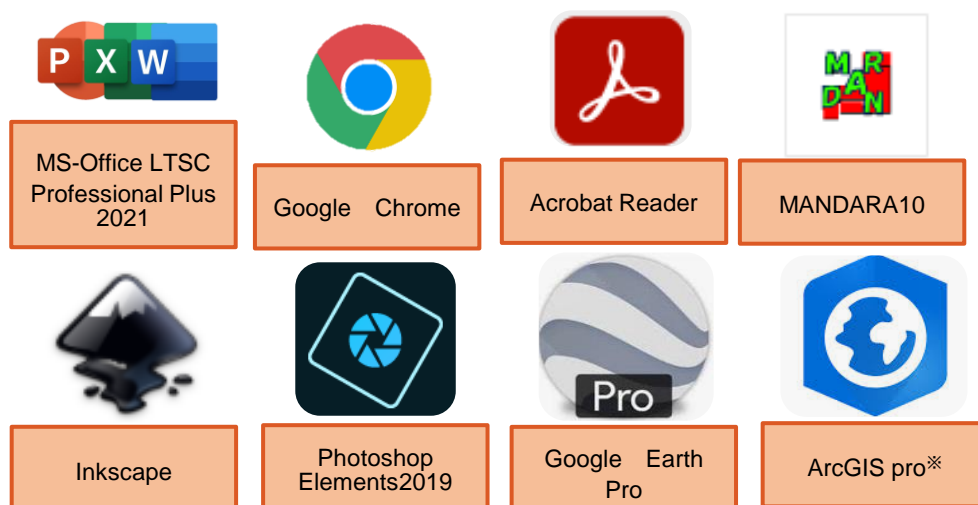 P X W
M R
D A N
MS-Office LTSC
Professional Plus
2021
Google Chrome
Acrobat Reader
MANDARA10
Pro
Inkscape
Photoshop
Elements2019
Google Earth
Pro
ArcGIS pro※